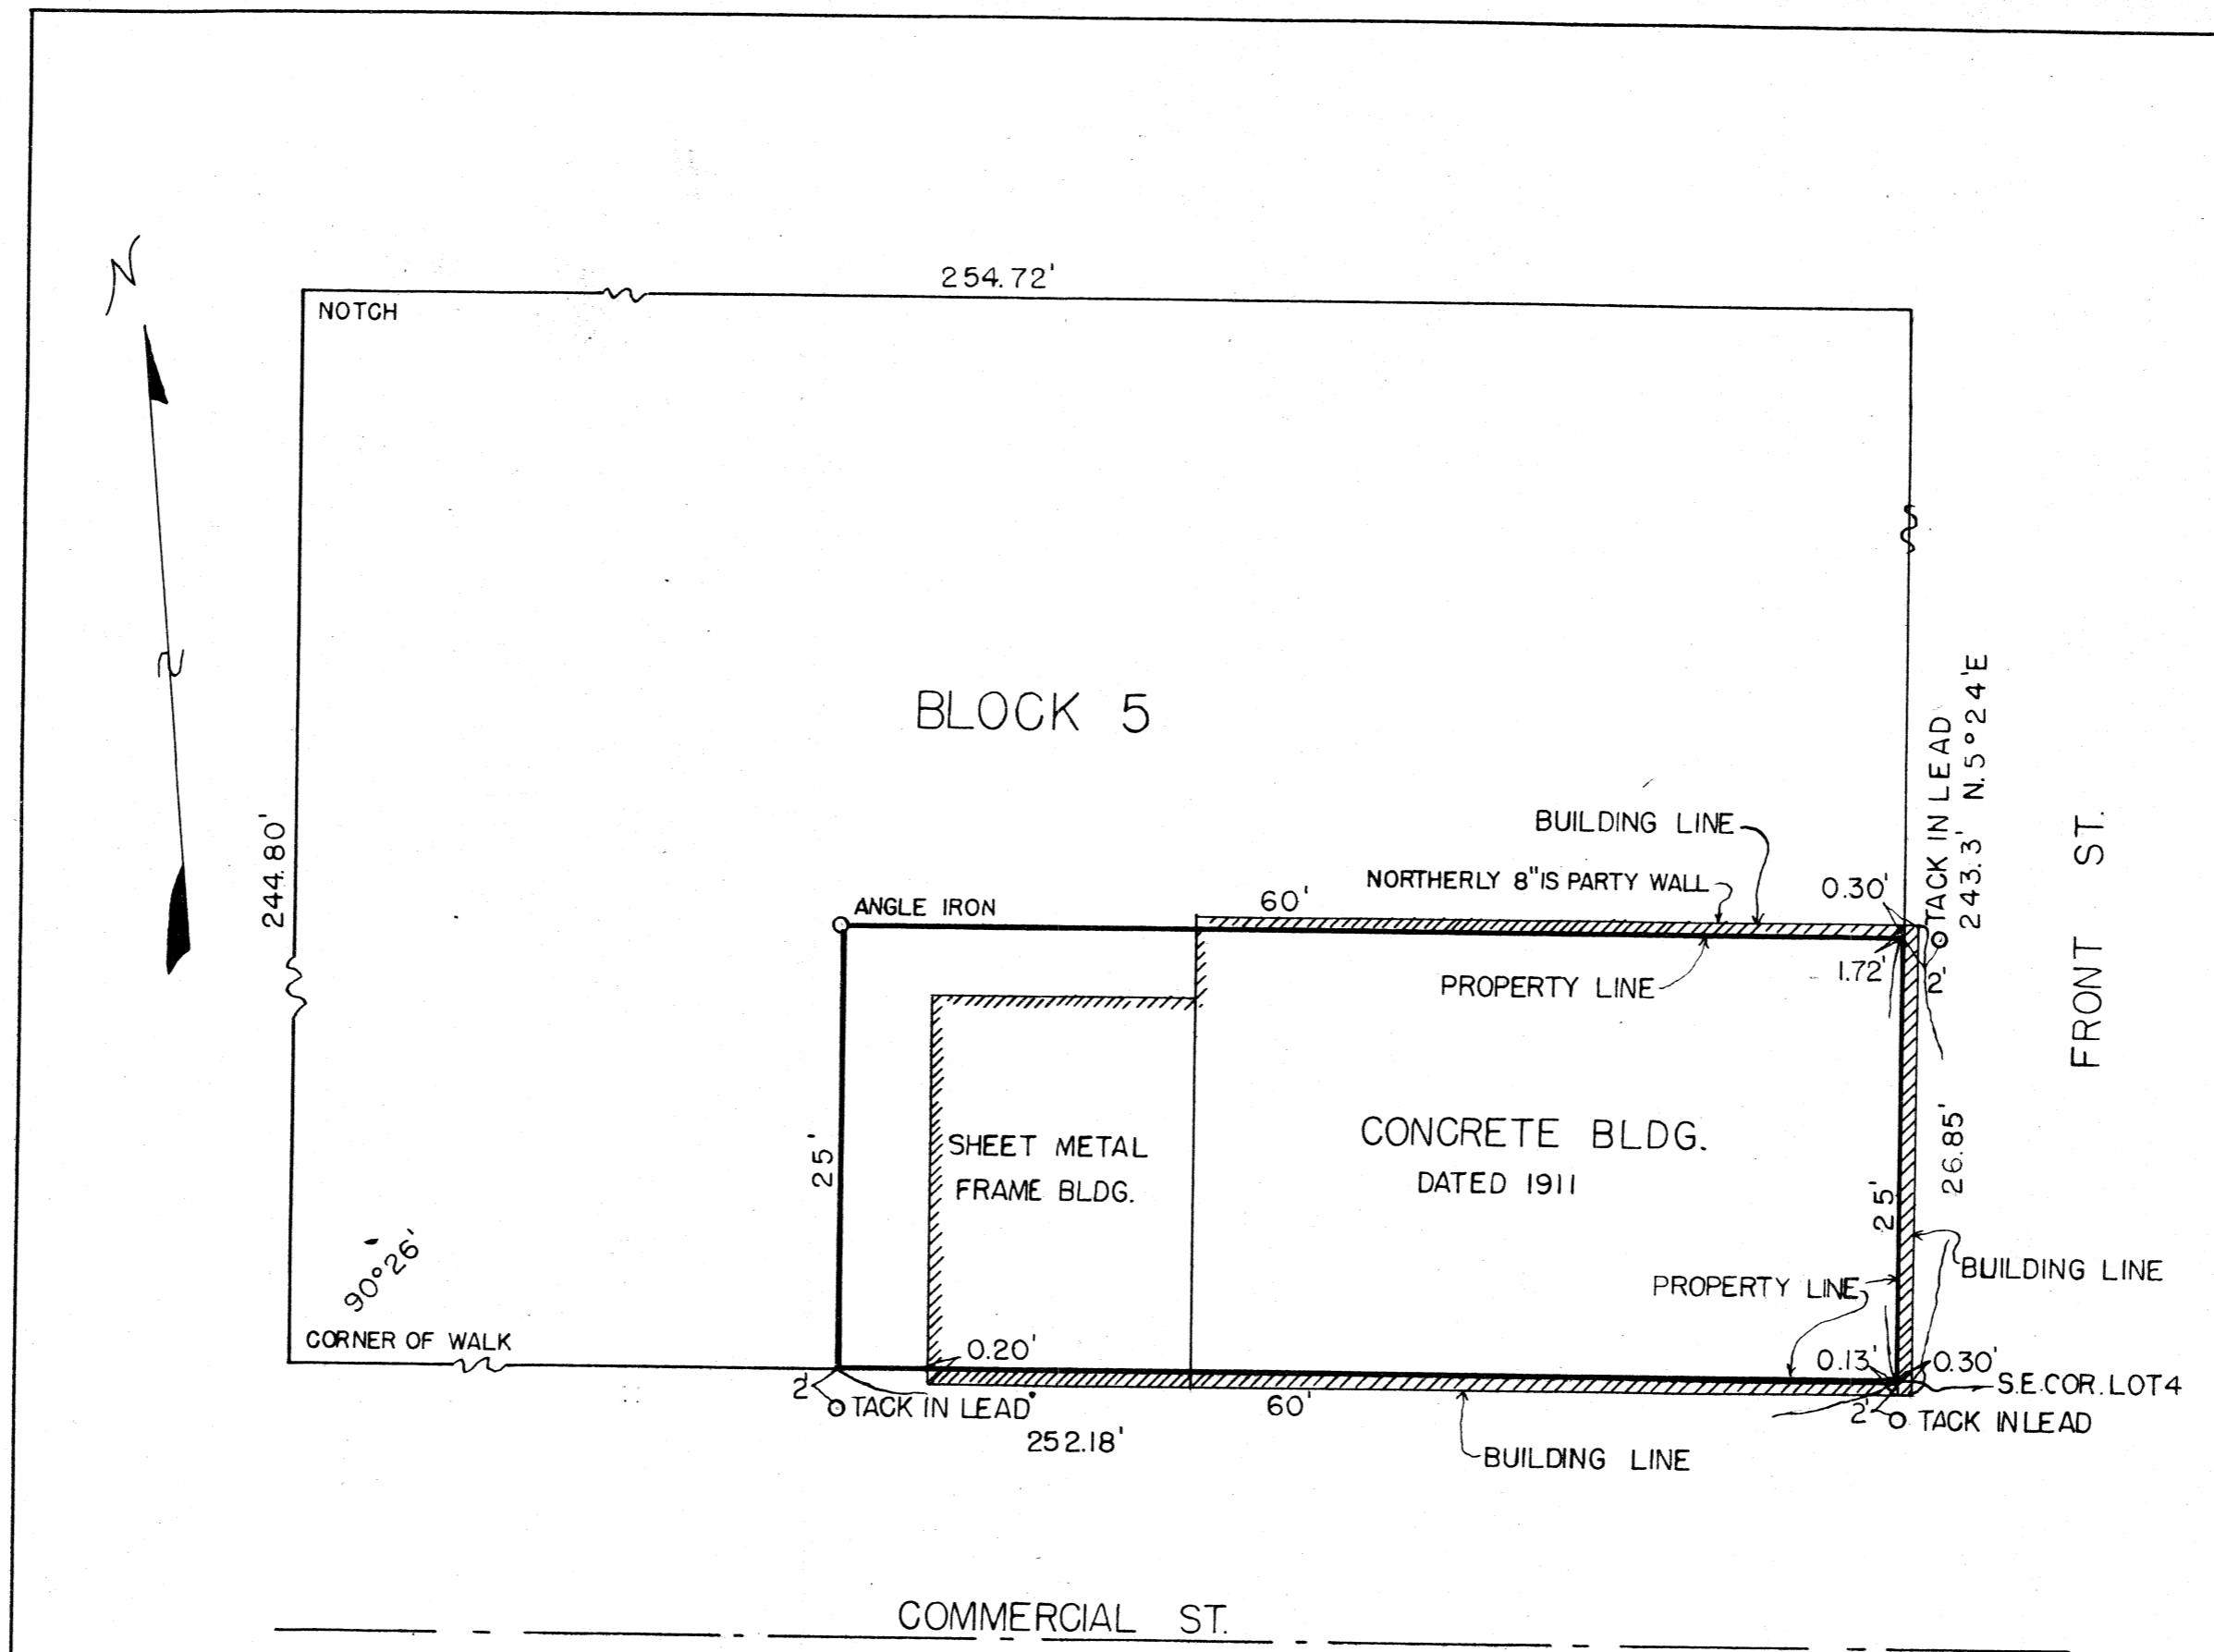 N
254.72'
NOTCH
BLOCK 5
244.80'
TACK IN LEAD
243.3' N.5°24'E
FRONT ST.
BUILDING LINE
NORTHERLY 8" IS PARTY WALL
0.30'
60'
ANGLE IRON
1.72'
2'
PROPERTY LINE
25'
SHEET METAL
FRAME BLDG.
CONCRETE BLDG.
DATED 1911
26.85'
25'
90°26'
BUILDING LINE
PROPERTY LINE
CORNER OF WALK
0.20'
0.13'
0.30'
S.E. COR. LOT 4
2'
TACK IN LEAD
60'
2'
TACK IN LEAD
252.18'
BUILDING LINE
COMMERCIAL ST.